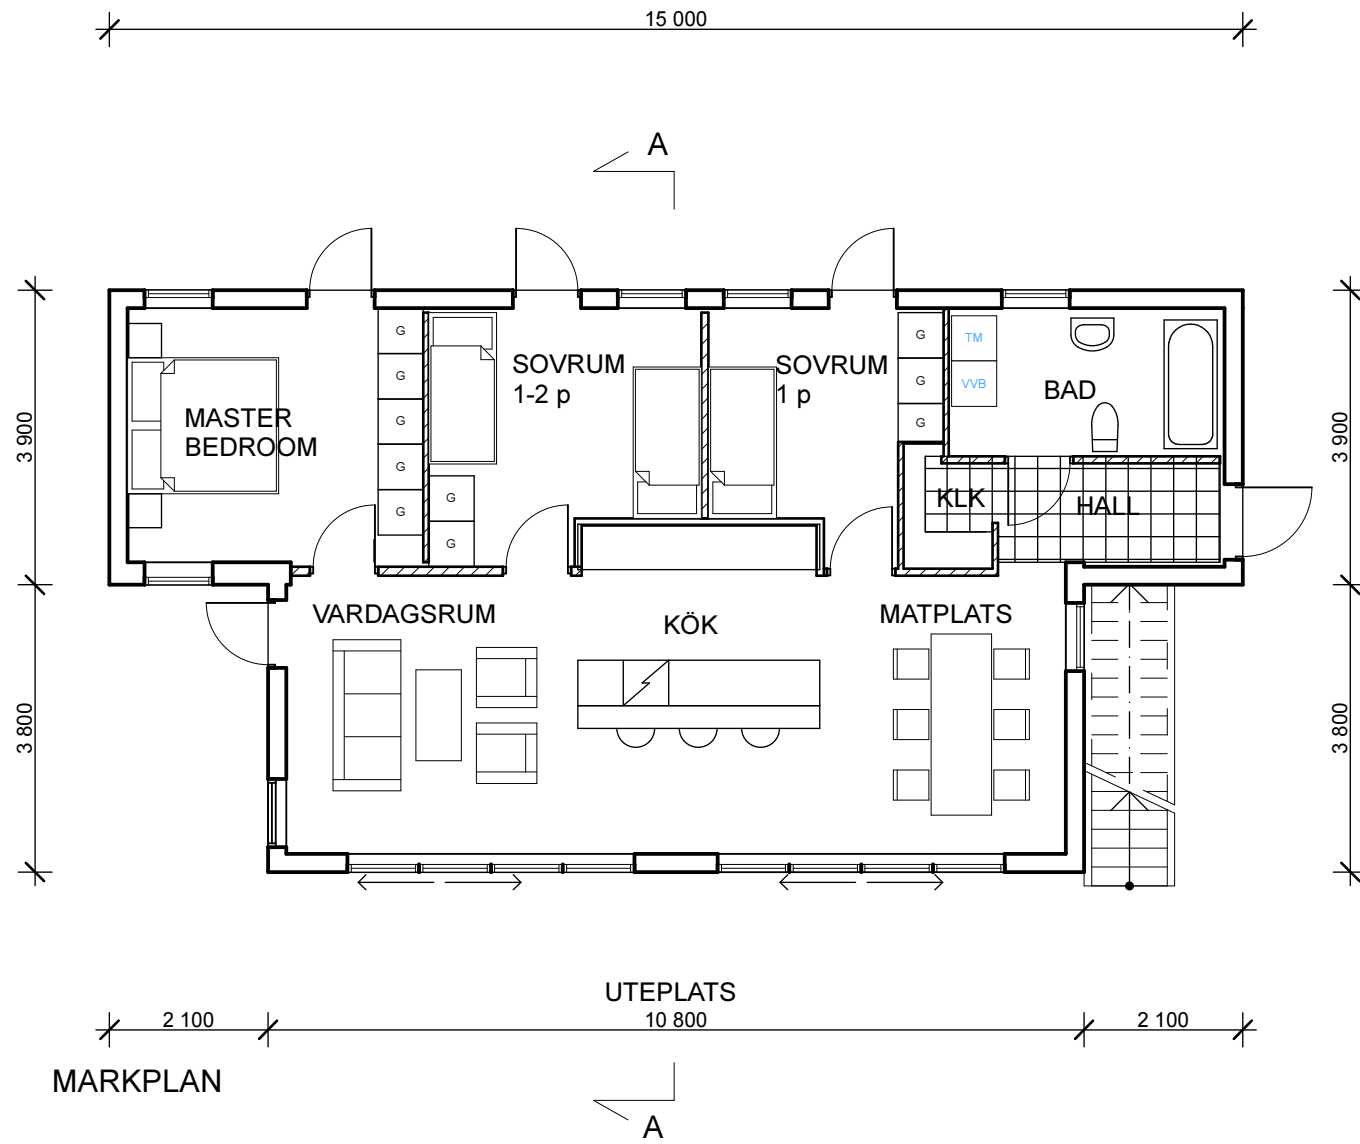 15 000
A
3 900
3 900
G
G
G
G
G
G
G
G
G
G
TM
VVB
SOVRUM
1-2 p
SOVRUM
1 p
BAD
MASTER
BEDROOM
KLK
HALL
VARDAGSRUM
KÖK
MATPLATS
3 800
3 800
UTEPLATS
2 100
10 800
2 100
MARKPLAN
A